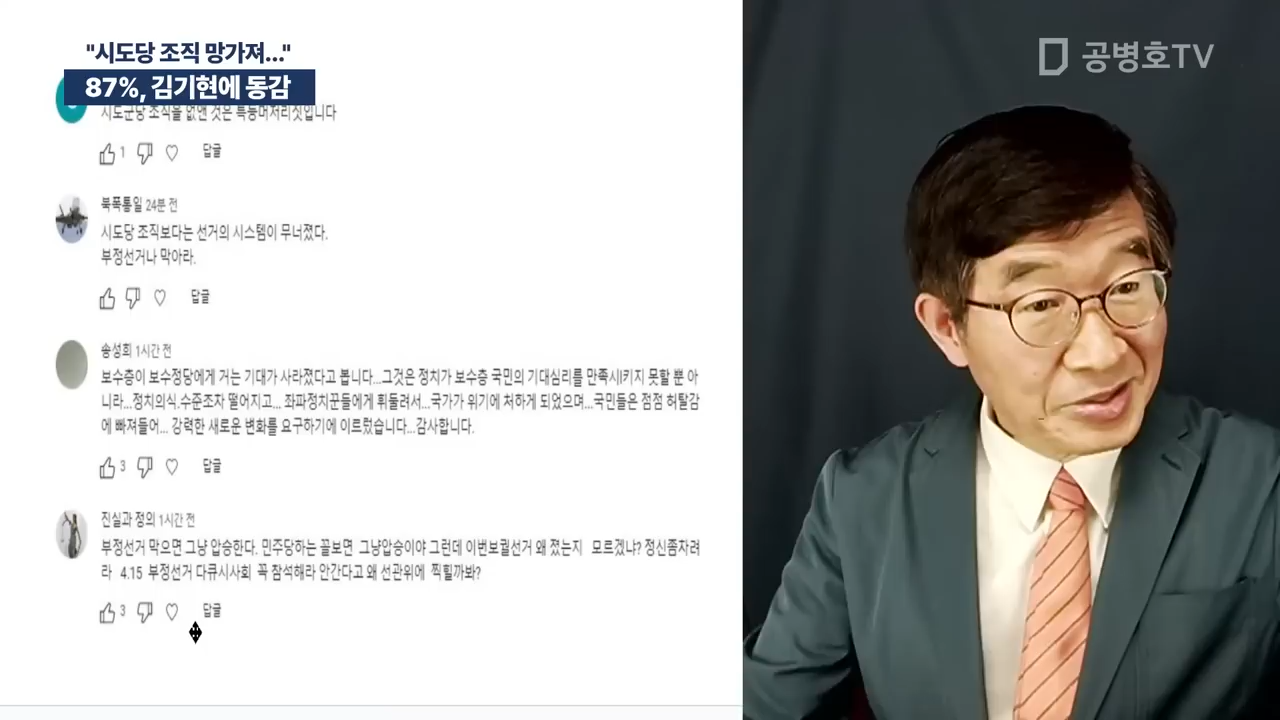 "시도당 조직 망가져..."
87%, 김기현에 동감
공병호TV
시도군당 조직을 없앤 것은 특등머저리짓입니다
1 답글
북폭통일 24분 전
시도당 조직보다는 선거의 시스템이 무너졌다.
부정선거나 막아라.
답글
송성희 1시간 전
보수층이 보수정당에게 거는 기대가 사라졌다고 봅니다...그것은 정치가 보수층 국민의 기대심리를 만족시키지 못할 뿐 아
니라...정치의식.수준조자 떨어지고... 좌파정치꾼들에게 휘둘려서...국가가 위기에 처하게 되었으며...국민들은 점점 허탈감
에 빠져들어... 강력한 새로운 변화를 요구하기에 이르렀습니다...감사합니다.
3 답글
진실과 정의 1시간 전
부정선거 막으면 그냥 압승한다. 민주당하는 꼴보면 그냥압승이야 그런데 이번보궐선거 왜 졌는지 모르겠냐? 정신좀차려
라 4.15 부정선거 다큐시사회 꼭 참석해라 안간다고 왜 선관위에 찍힐까봐?
3 답글